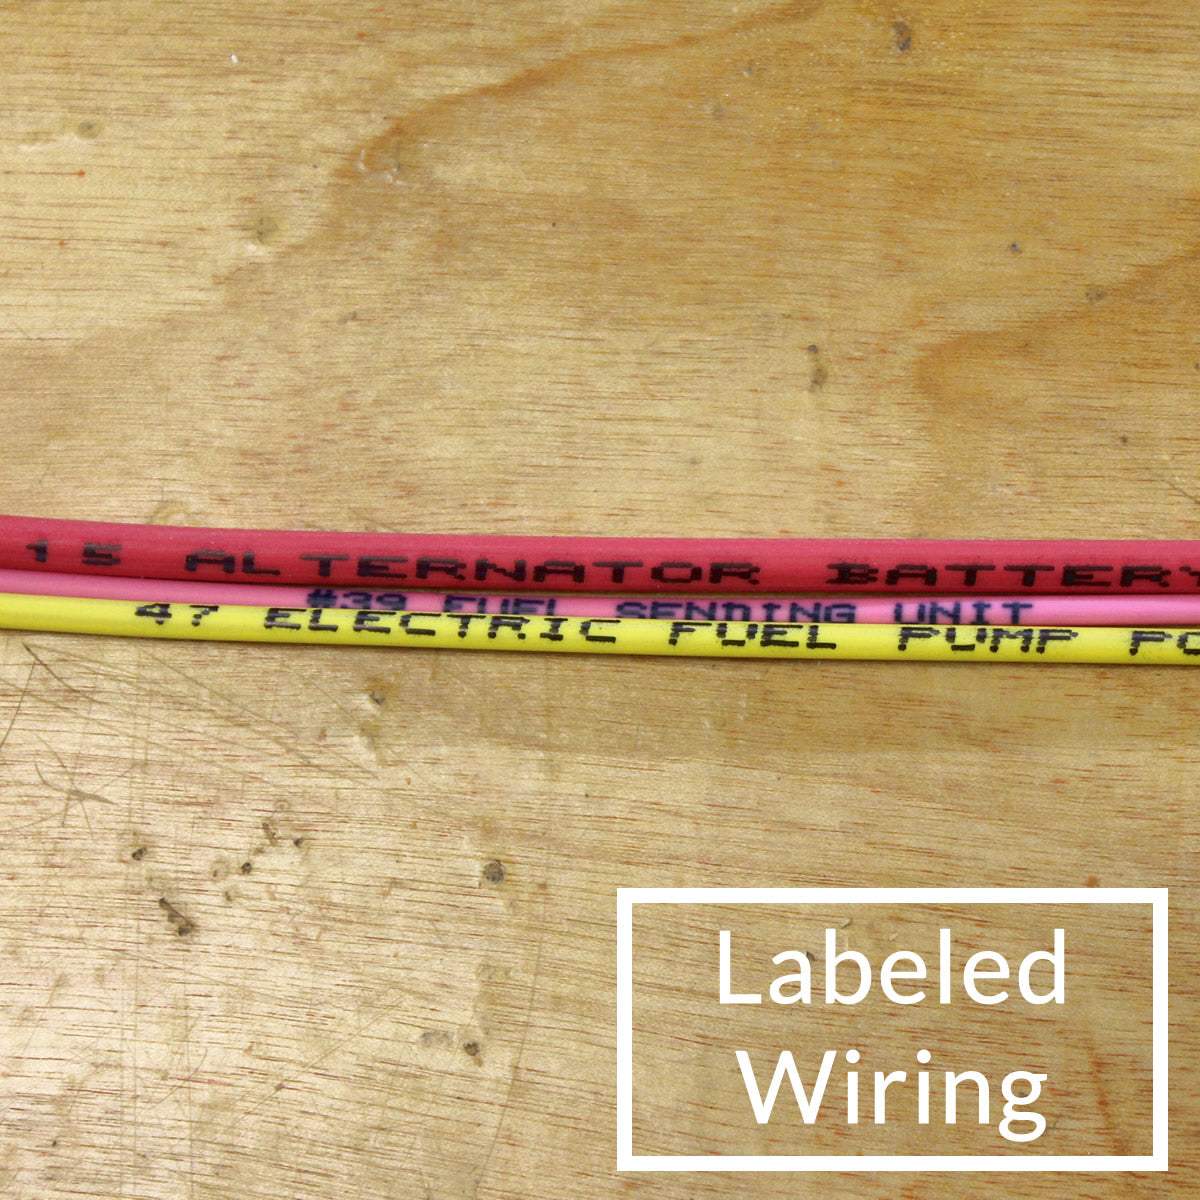 15 ALTERNATOR BATTERY
#39 FUEL SENDING UNIT
47 ELECTRIC FUEL PUMP
Labeled
Wiring